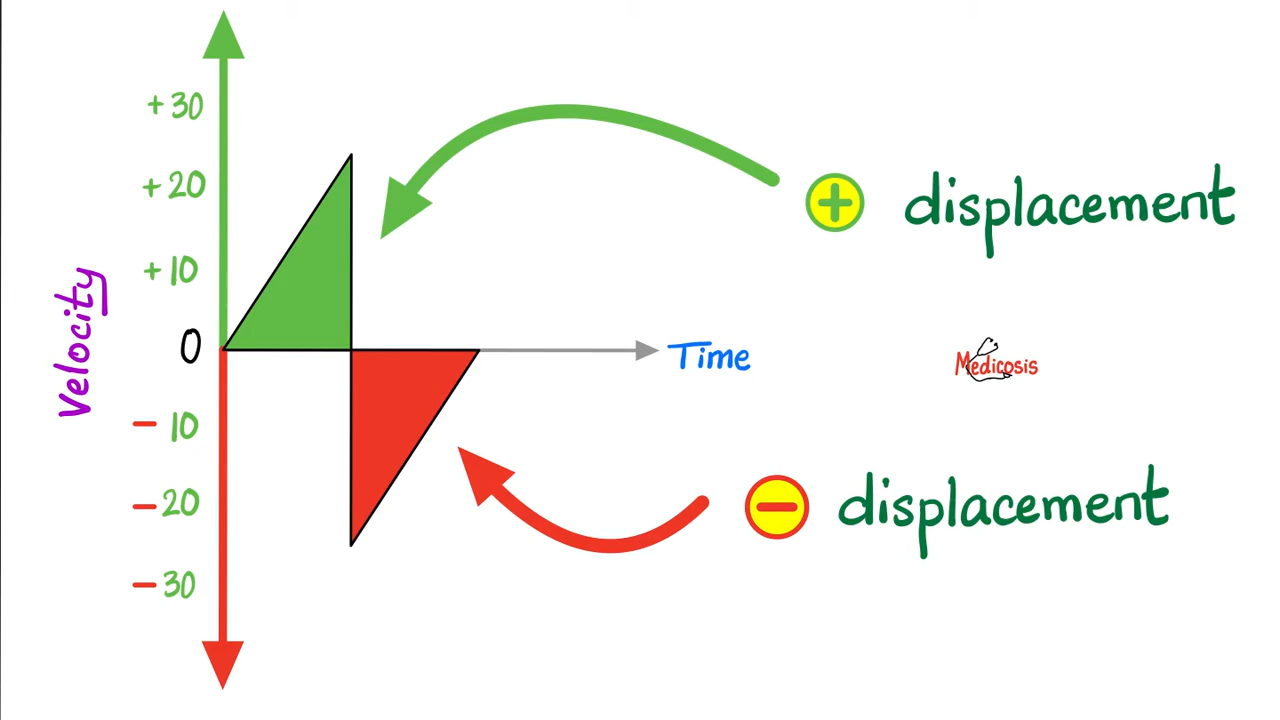 +30
+20
+10
0
- 10
- 20
- 30
Velocity
Time
+ displacement
Medicosis
- displacement